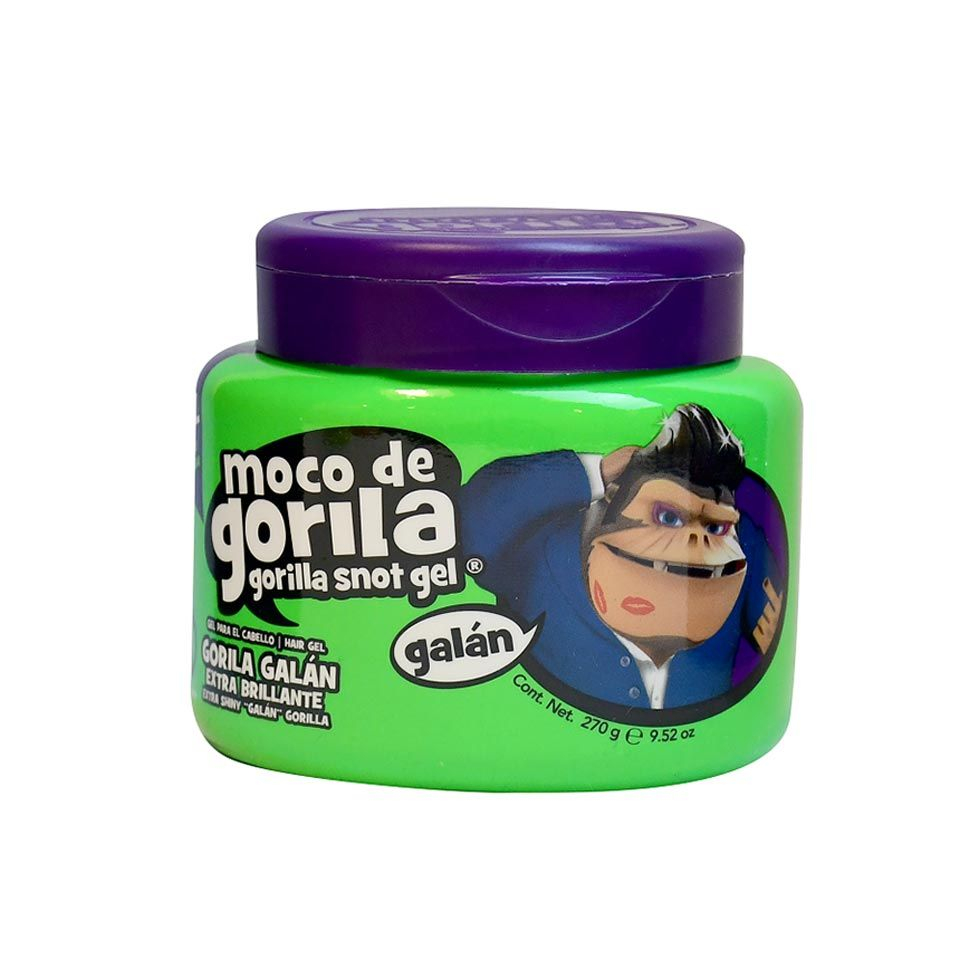 moco de
gorila
gorilla snot gel ®
GEL PARA EL CABELLO | HAIR GEL
GORILA GALÁN
EXTRA BRILLANTE
EXTRA SHINY "GALÁN" GORILLA
galán
Cont. Net. 270 g ℮ 9.52 oz